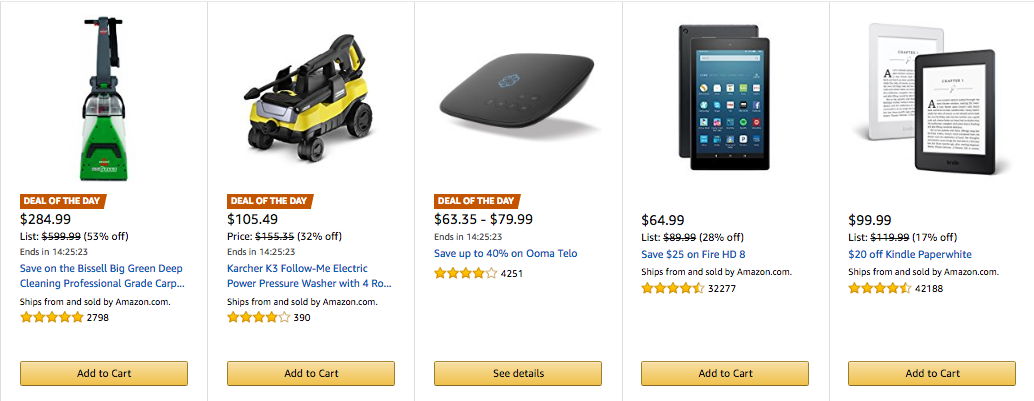 DEAL OF THE DAY
$284.99
List: $599.99 (53% off)
Ends in 14:25:23
Save on the Bissell Big Green Deep
Cleaning Professional Grade Carp...
Ships from and sold by Amazon.com.
2798
Add to Cart
DEAL OF THE DAY
$105.49
Price: $155.35 (32% off)
Ends in 14:25:23
Karcher K3 Follow-Me Electric
Power Pressure Washer with 4 Ro...
Ships from and sold by Amazon.com.
390
Add to Cart
DEAL OF THE DAY
$63.35 - $79.99
Ends in 14:25:23
Save up to 40% on Ooma Telo
4251
See details
$64.99
List: $89.99 (28% off)
Save $25 on Fire HD 8
Ships from and sold by Amazon.com.
32277
Add to Cart
CHAPTER 1
CHAPTER 1
kindle
$99.99
List: $119.99 (17% off)
$20 off Kindle Paperwhite
Ships from and sold by Amazon.com.
42188
Add to Cart